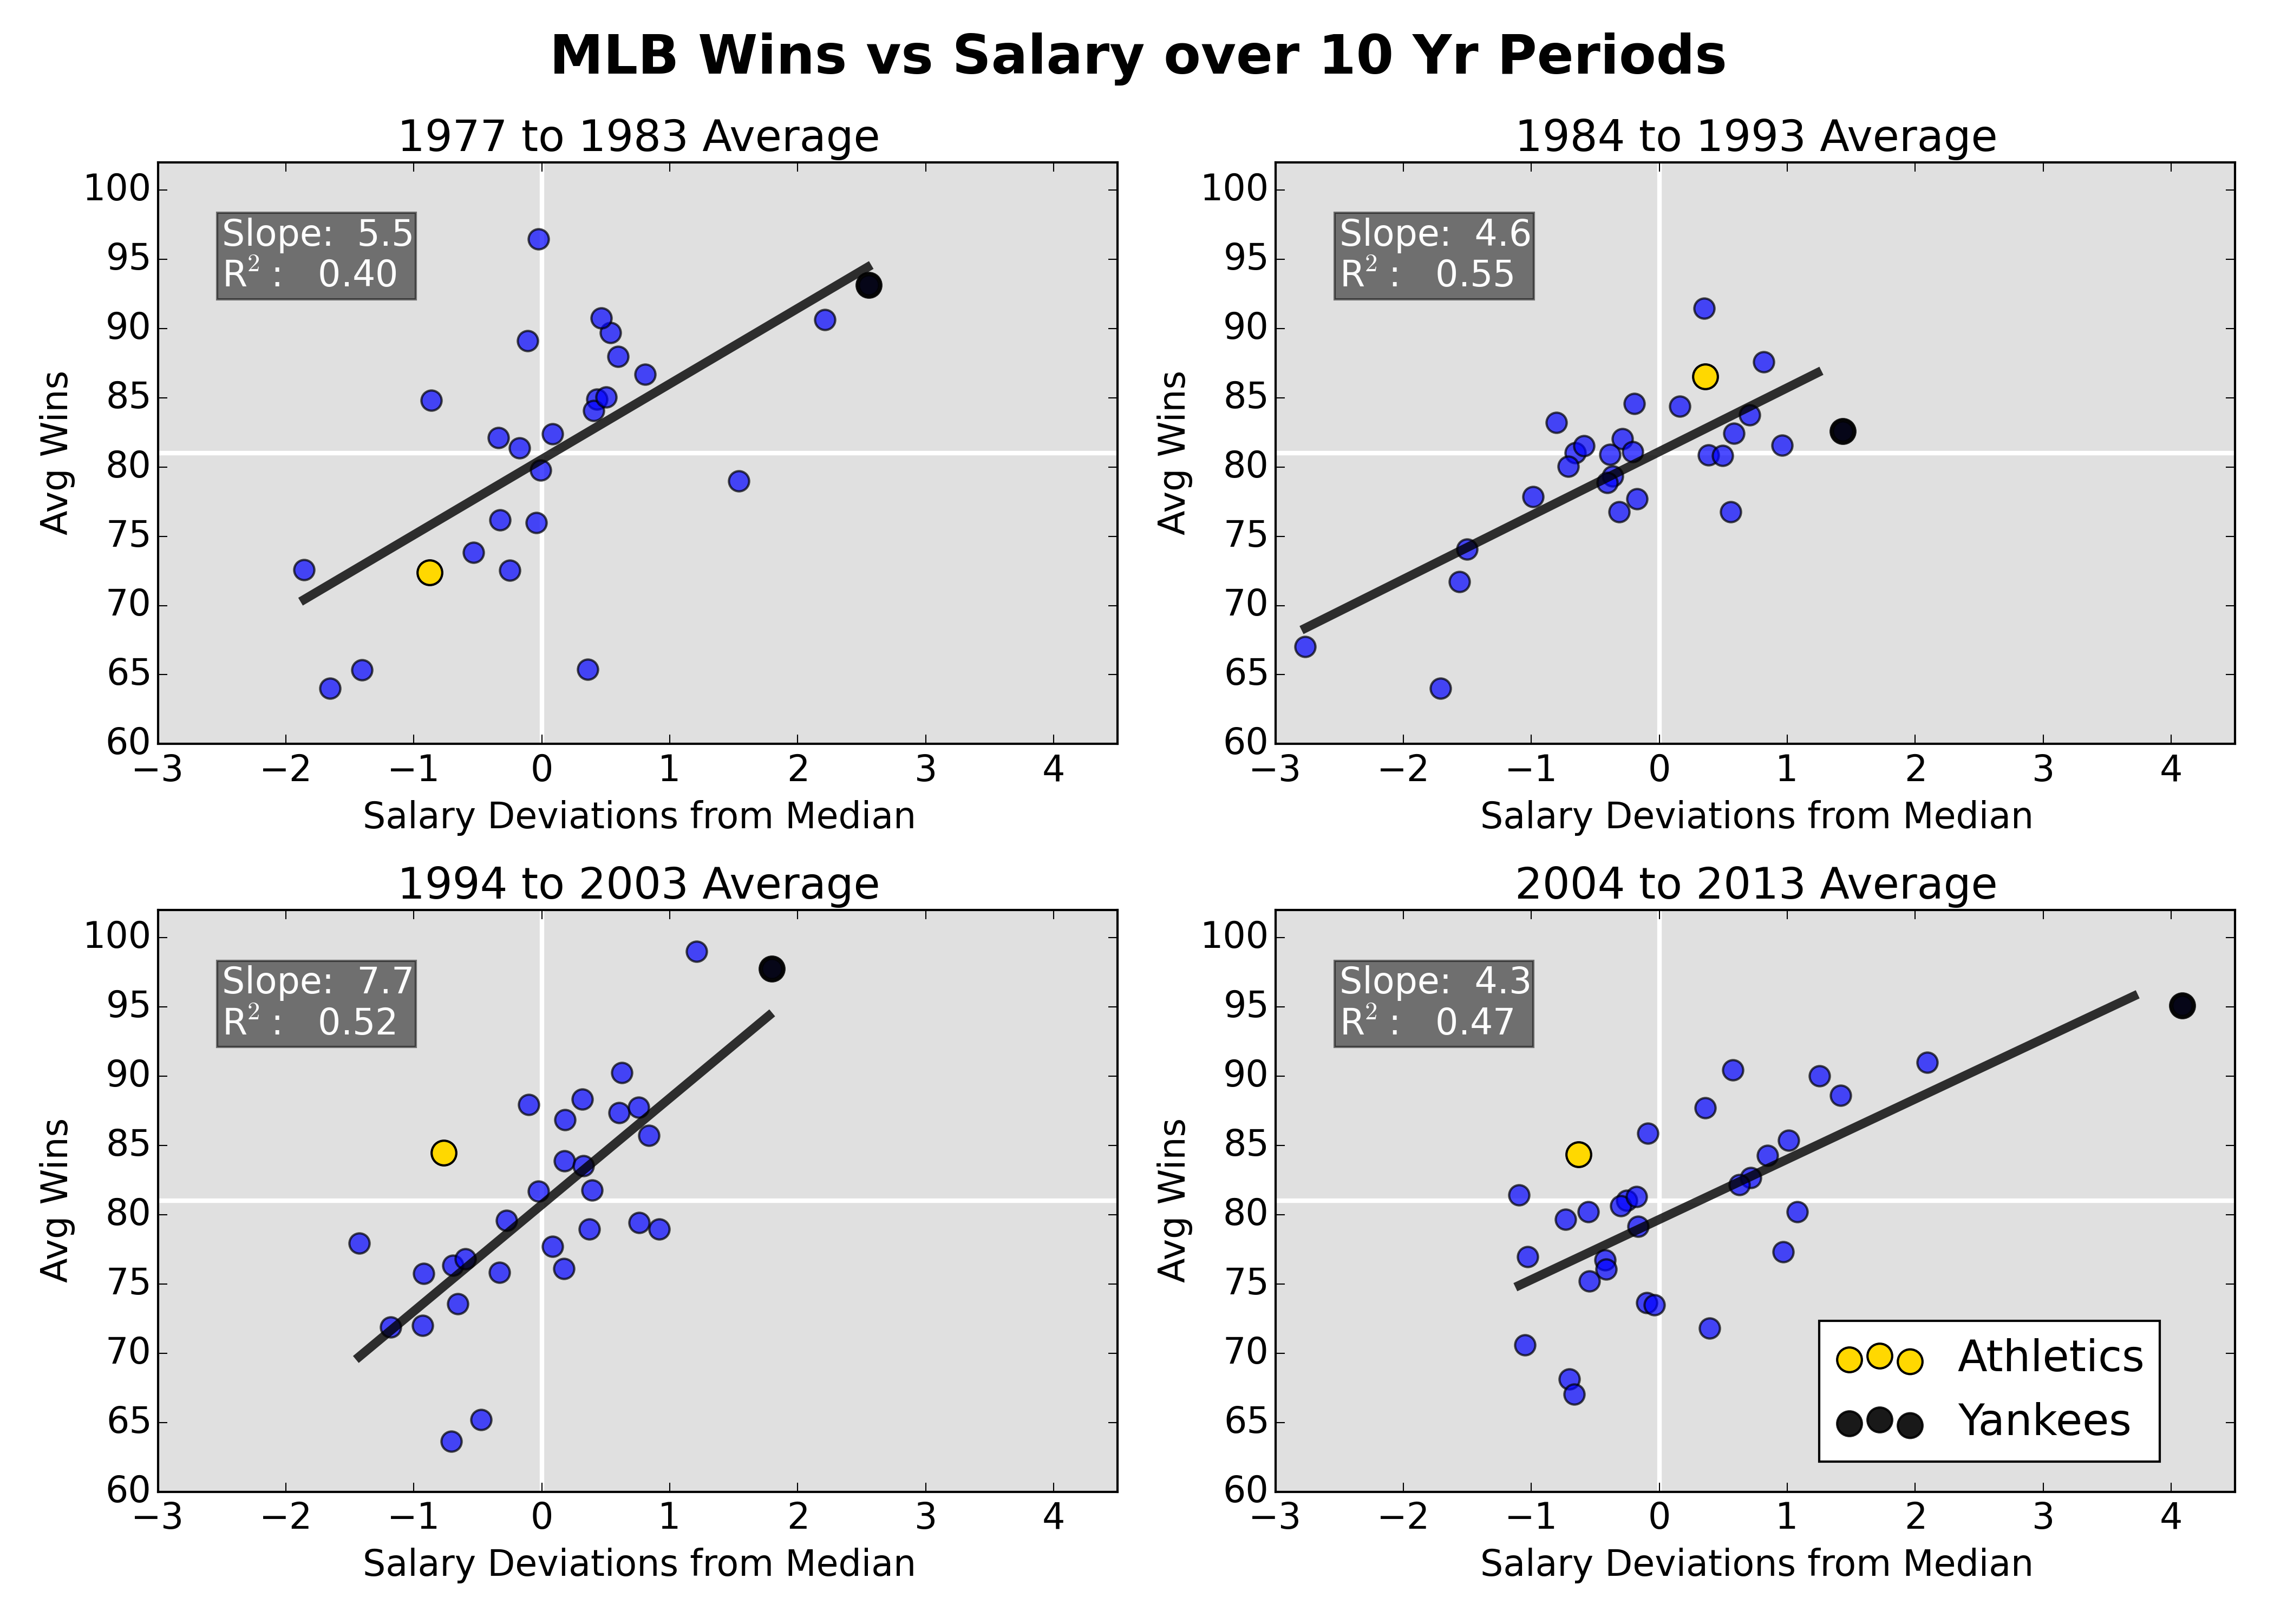 MLB Wins vs Salary over 10 Yr Periods
1977 to 1983 Average
100
95
90
85
80
75
70
65
60
Avg Wins
Slope: 5.5
R² : 0.40
−3 −2 −1 0 1 2 3 4
Salary Deviations from Median
1984 to 1993 Average
100
95
90
85
80
75
70
65
60
Avg Wins
Slope: 4.6
R² : 0.55
−3 −2 −1 0 1 2 3 4
Salary Deviations from Median
1994 to 2003 Average
100
95
90
85
80
75
70
65
60
Avg Wins
Slope: 7.7
R² : 0.52
−3 −2 −1 0 1 2 3 4
Salary Deviations from Median
2004 to 2013 Average
100
95
90
85
80
75
70
65
60
Avg Wins
Slope: 4.3
R² : 0.47
Athletics
Yankees
−3 −2 −1 0 1 2 3 4
Salary Deviations from Median